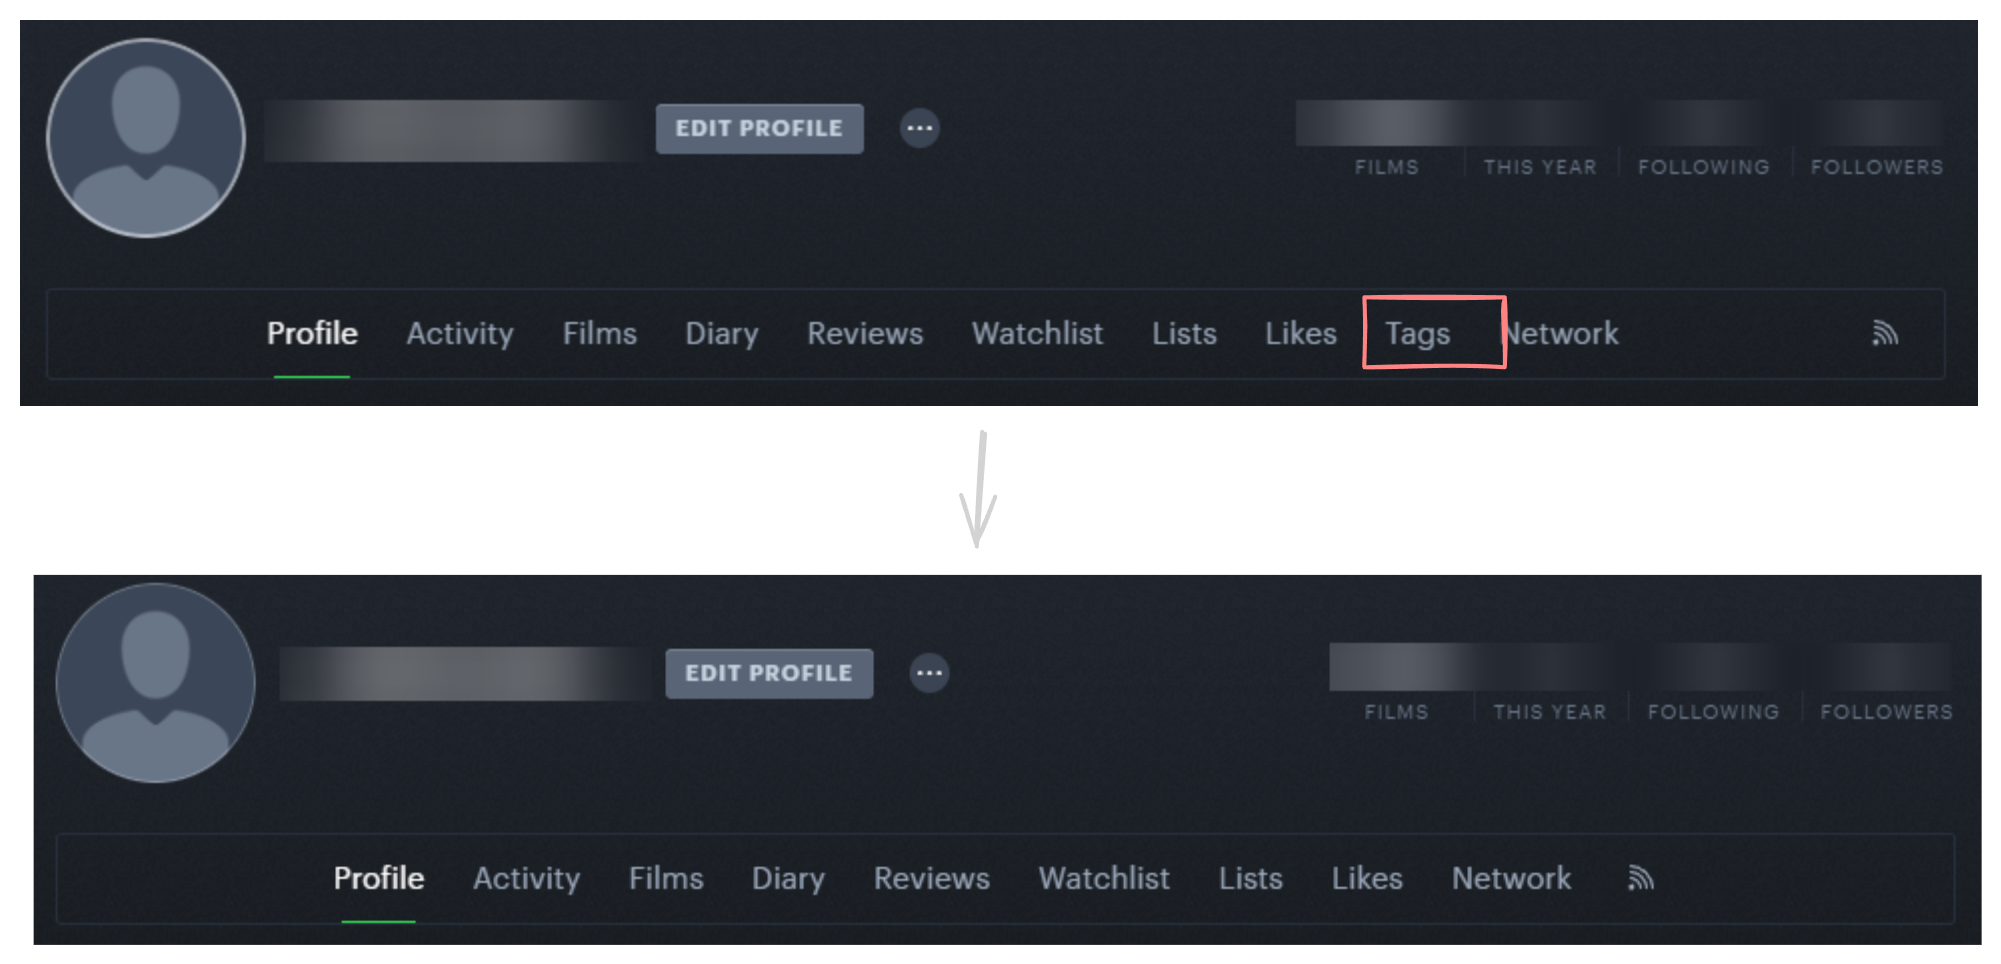 EDIT PROFILE
FILMS THIS YEAR FOLLOWING FOLLOWERS
Profile Activity Films Diary Reviews Watchlist Lists Likes Tags Network
EDIT PROFILE
FILMS THIS YEAR FOLLOWING FOLLOWERS
Profile Activity Films Diary Reviews Watchlist Lists Likes Network